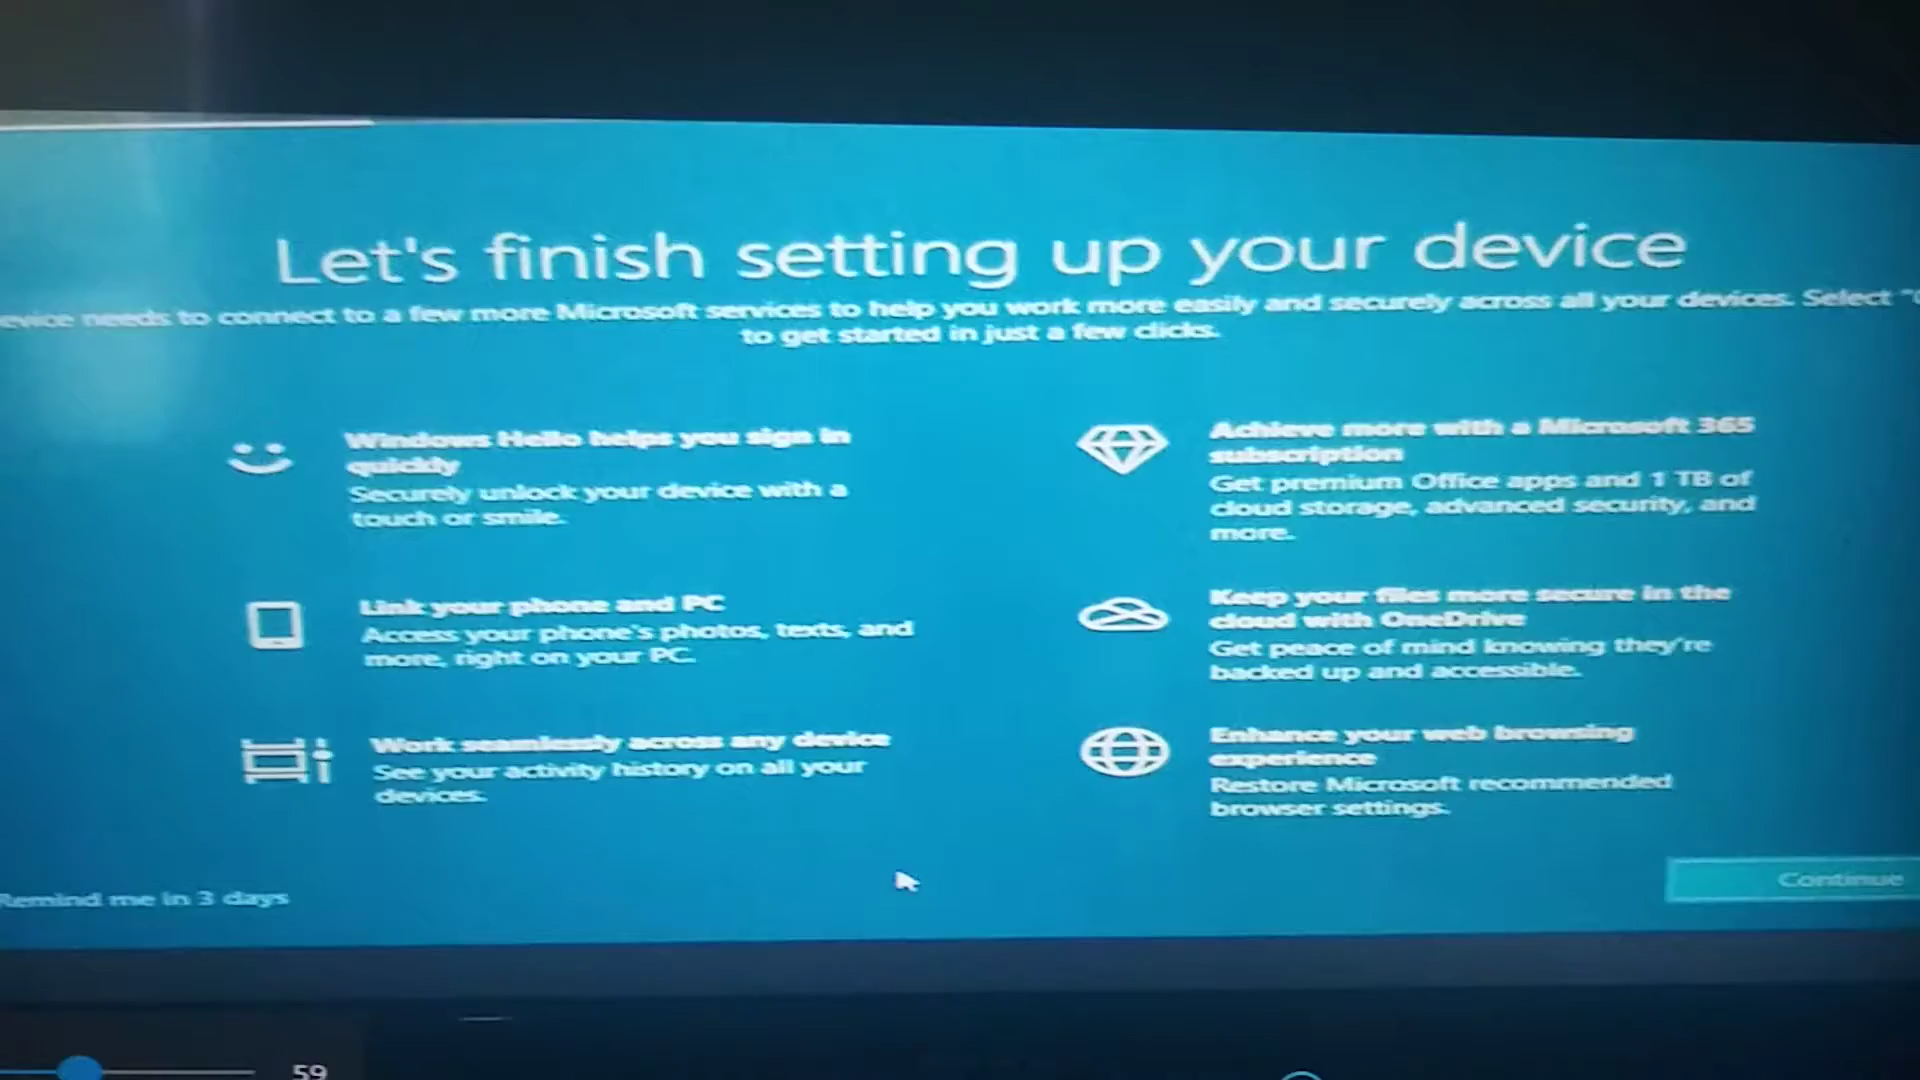 Let's finish setting up your device
needs to connect to a few more Microsoft services to help you work more easily and securely across all your devices. Select
to get started in just a few clicks.
Windows Hello helps you sign in
quickly
Securely unlock your device with a
touch or smile.
Link your phone and PC
Access your phone's photos, texts, and
more, right on your PC.
Work seamlessly across any device
See your activity history on all your
devices.
Achieve more with a Microsoft 365
subscription
Get premium Office apps and 1 TB of
cloud storage, advanced security, and
more.
Keep your files more secure in the
cloud with OneDrive
Get peace of mind knowing they're
backed up and accessible.
Enhance your web browsing
experience
Restore Microsoft recommended
browser settings.
Remind me in 3 days
Continue
59